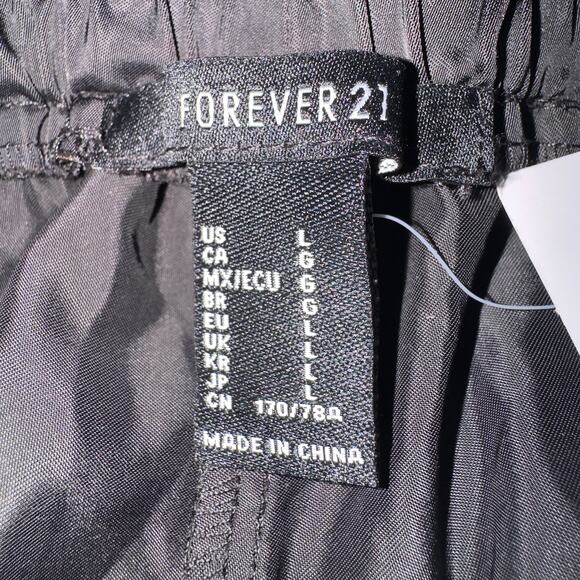 FOREVER 21
US L
CA G
MX/ECU G
BR G
EU L
UK L
KR L
JP L
CN 170/78A
MADE IN CHINA